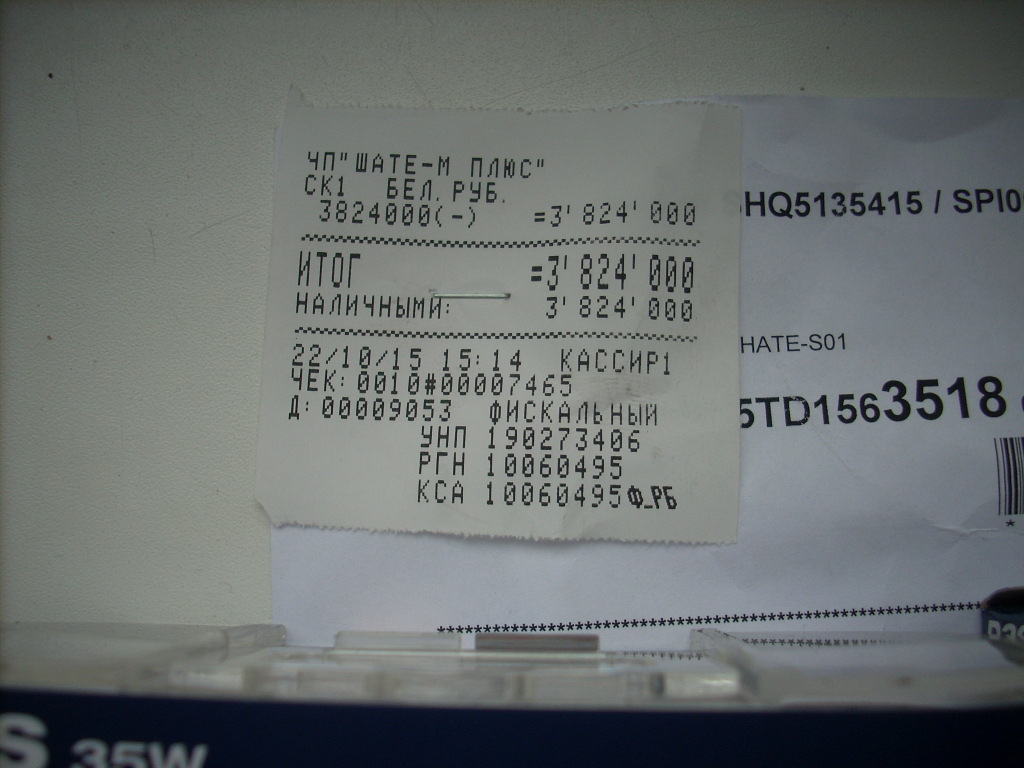 ЧП"ШАТЕ-М ПЛЮС"
СК1 БЕЛ.РУБ.
3824000(-) =3'824'000
ИТОГ =3'824'000
НАЛИЧНЫМИ: 3'824'000
22/10/15 15:14 КАССИР1
ЧЕК:0010#00007465
Д:00009053 ФИСКАЛЬНЫЙ
УНП 190273406
РГН 10060495
КСА 10060495Ф_РБ
HQ5135415 / SPI0
HATE-S01
5TD1563518
*
***********************************************
S 35W